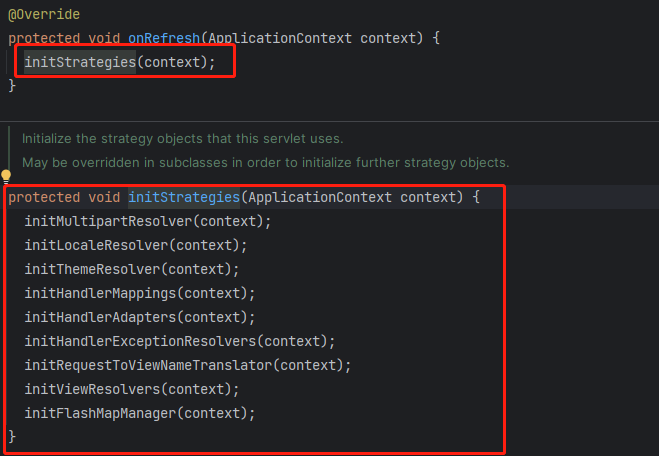 @Override
protected void onRefresh(ApplicationContext context) {
initStrategies(context);
}
Initialize the strategy objects that this servlet uses.
May be overridden in subclasses in order to initialize further strategy objects.
protected void initStrategies(ApplicationContext context) {
initMultipartResolver(context);
initLocaleResolver(context);
initThemeResolver(context);
initHandlerMappings(context);
initHandlerAdapters(context);
initHandlerExceptionResolvers(context);
initRequestToViewNameTranslator(context);
initViewResolvers(context);
initFlashMapManager(context);
}